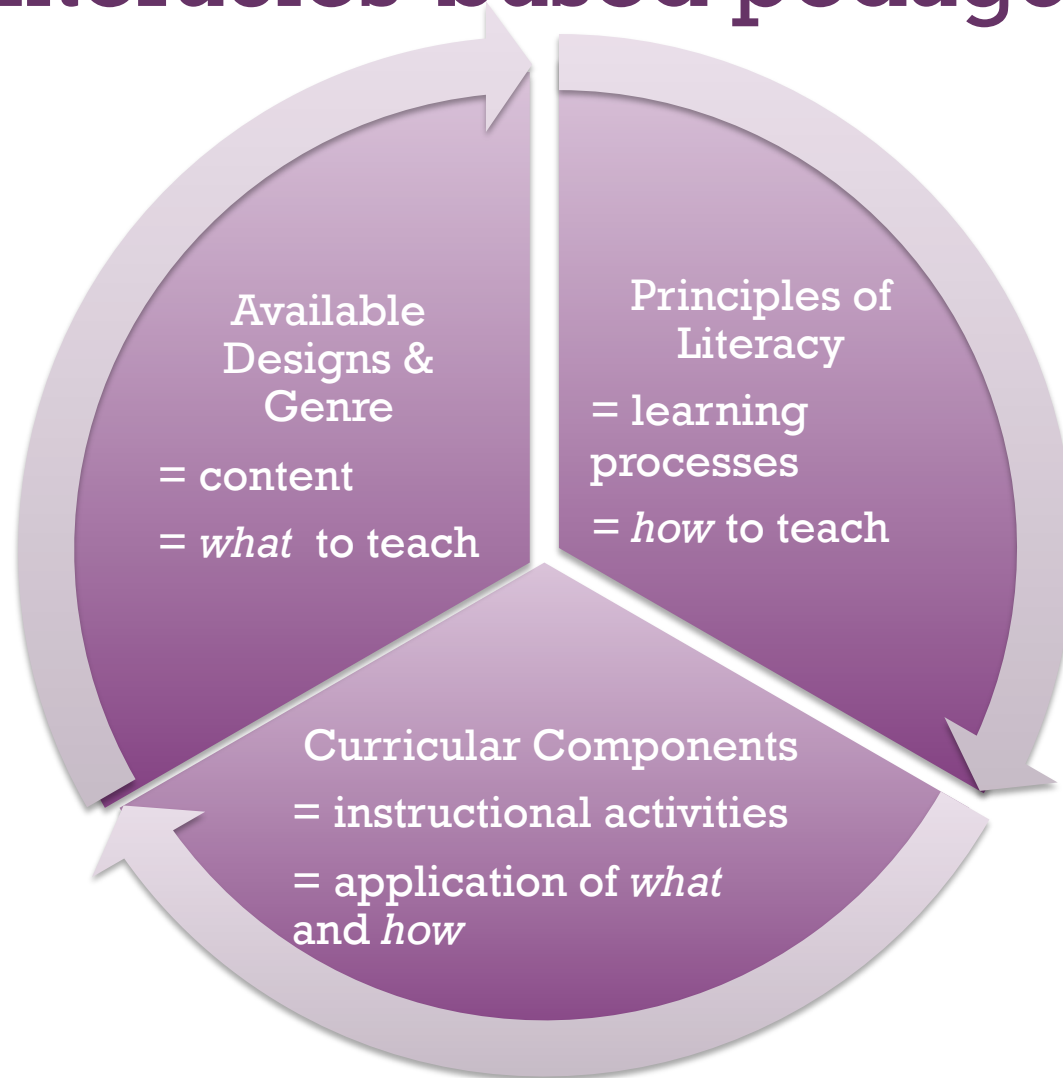 Available
Designs &
Genre
= content
= what to teach
Principles of
Literacy
= learning
processes
= how to teach
Curricular Components
= instructional activities
= application of what
and how